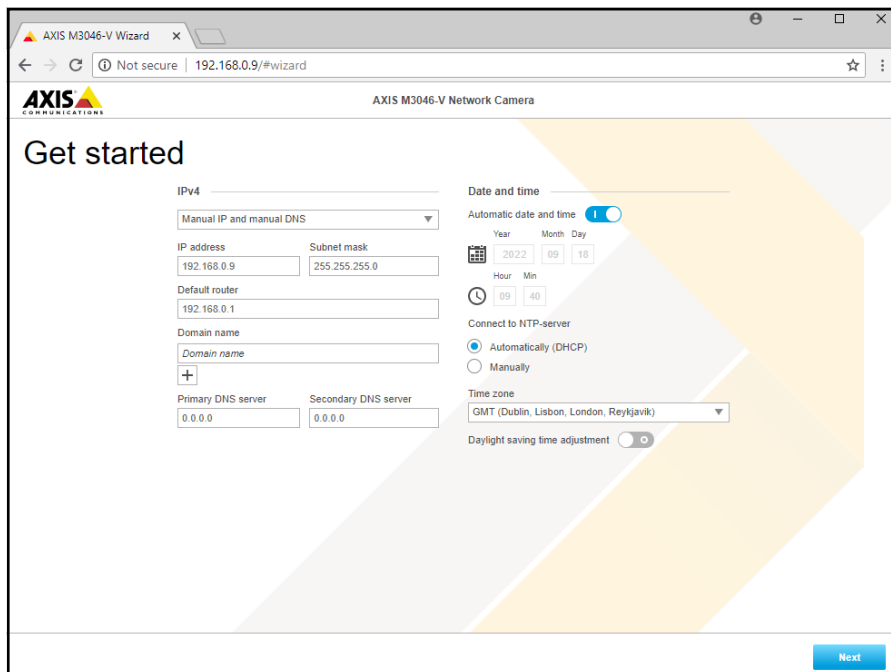 AXIS M3046-V Wizard
Not secure | 192.168.0.9/#wizard
AXIS
COMMUNICATIONS
AXIS M3046-V Network Camera
Get started
IPv4
Manual IP and manual DNS
IP address Subnet mask
192.168.0.9 255.255.255.0
Default router
192.168.0.1
Domain name
Domain name
Primary DNS server Secondary DNS server
0.0.0.0 0.0.0.0
Date and time
Automatic date and time
Year Month Day
2022 09 18
Hour Min
09 40
Connect to NTP-server
Automatically (DHCP)
Manually
Time zone
GMT (Dublin, Lisbon, London, Reykjavik)
Daylight saving time adjustment
Next